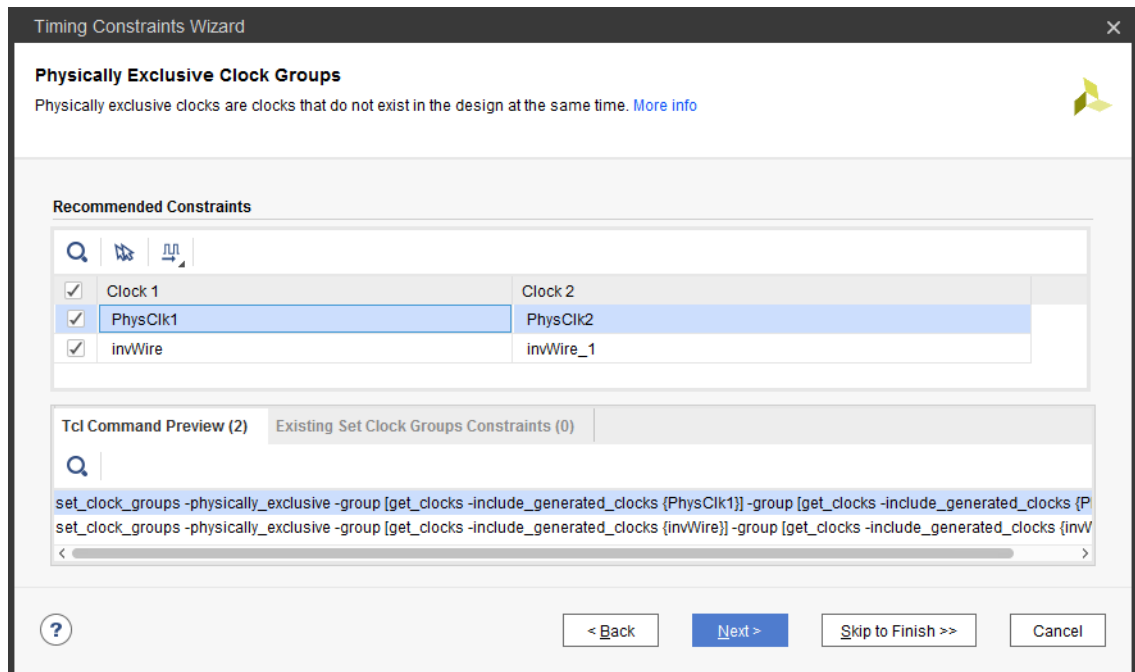 Timing Constraints Wizard
Physically Exclusive Clock Groups
Physically exclusive clocks are clocks that do not exist in the design at the same time. More info
Recommended Constraints
Clock 1 Clock 2
PhysClk1 PhysClk2
invWire invWire_1
Tcl Command Preview (2) Existing Set Clock Groups Constraints (0)
set_clock_groups -physically_exclusive -group [get_clocks -include_generated_clocks {PhysClk1}] -group [get_clocks -include_generated_clocks {P
set_clock_groups -physically_exclusive -group [get_clocks -include_generated_clocks {invWire}] -group [get_clocks -include_generated_clocks {inv
? < Back Next > Skip to Finish >> Cancel